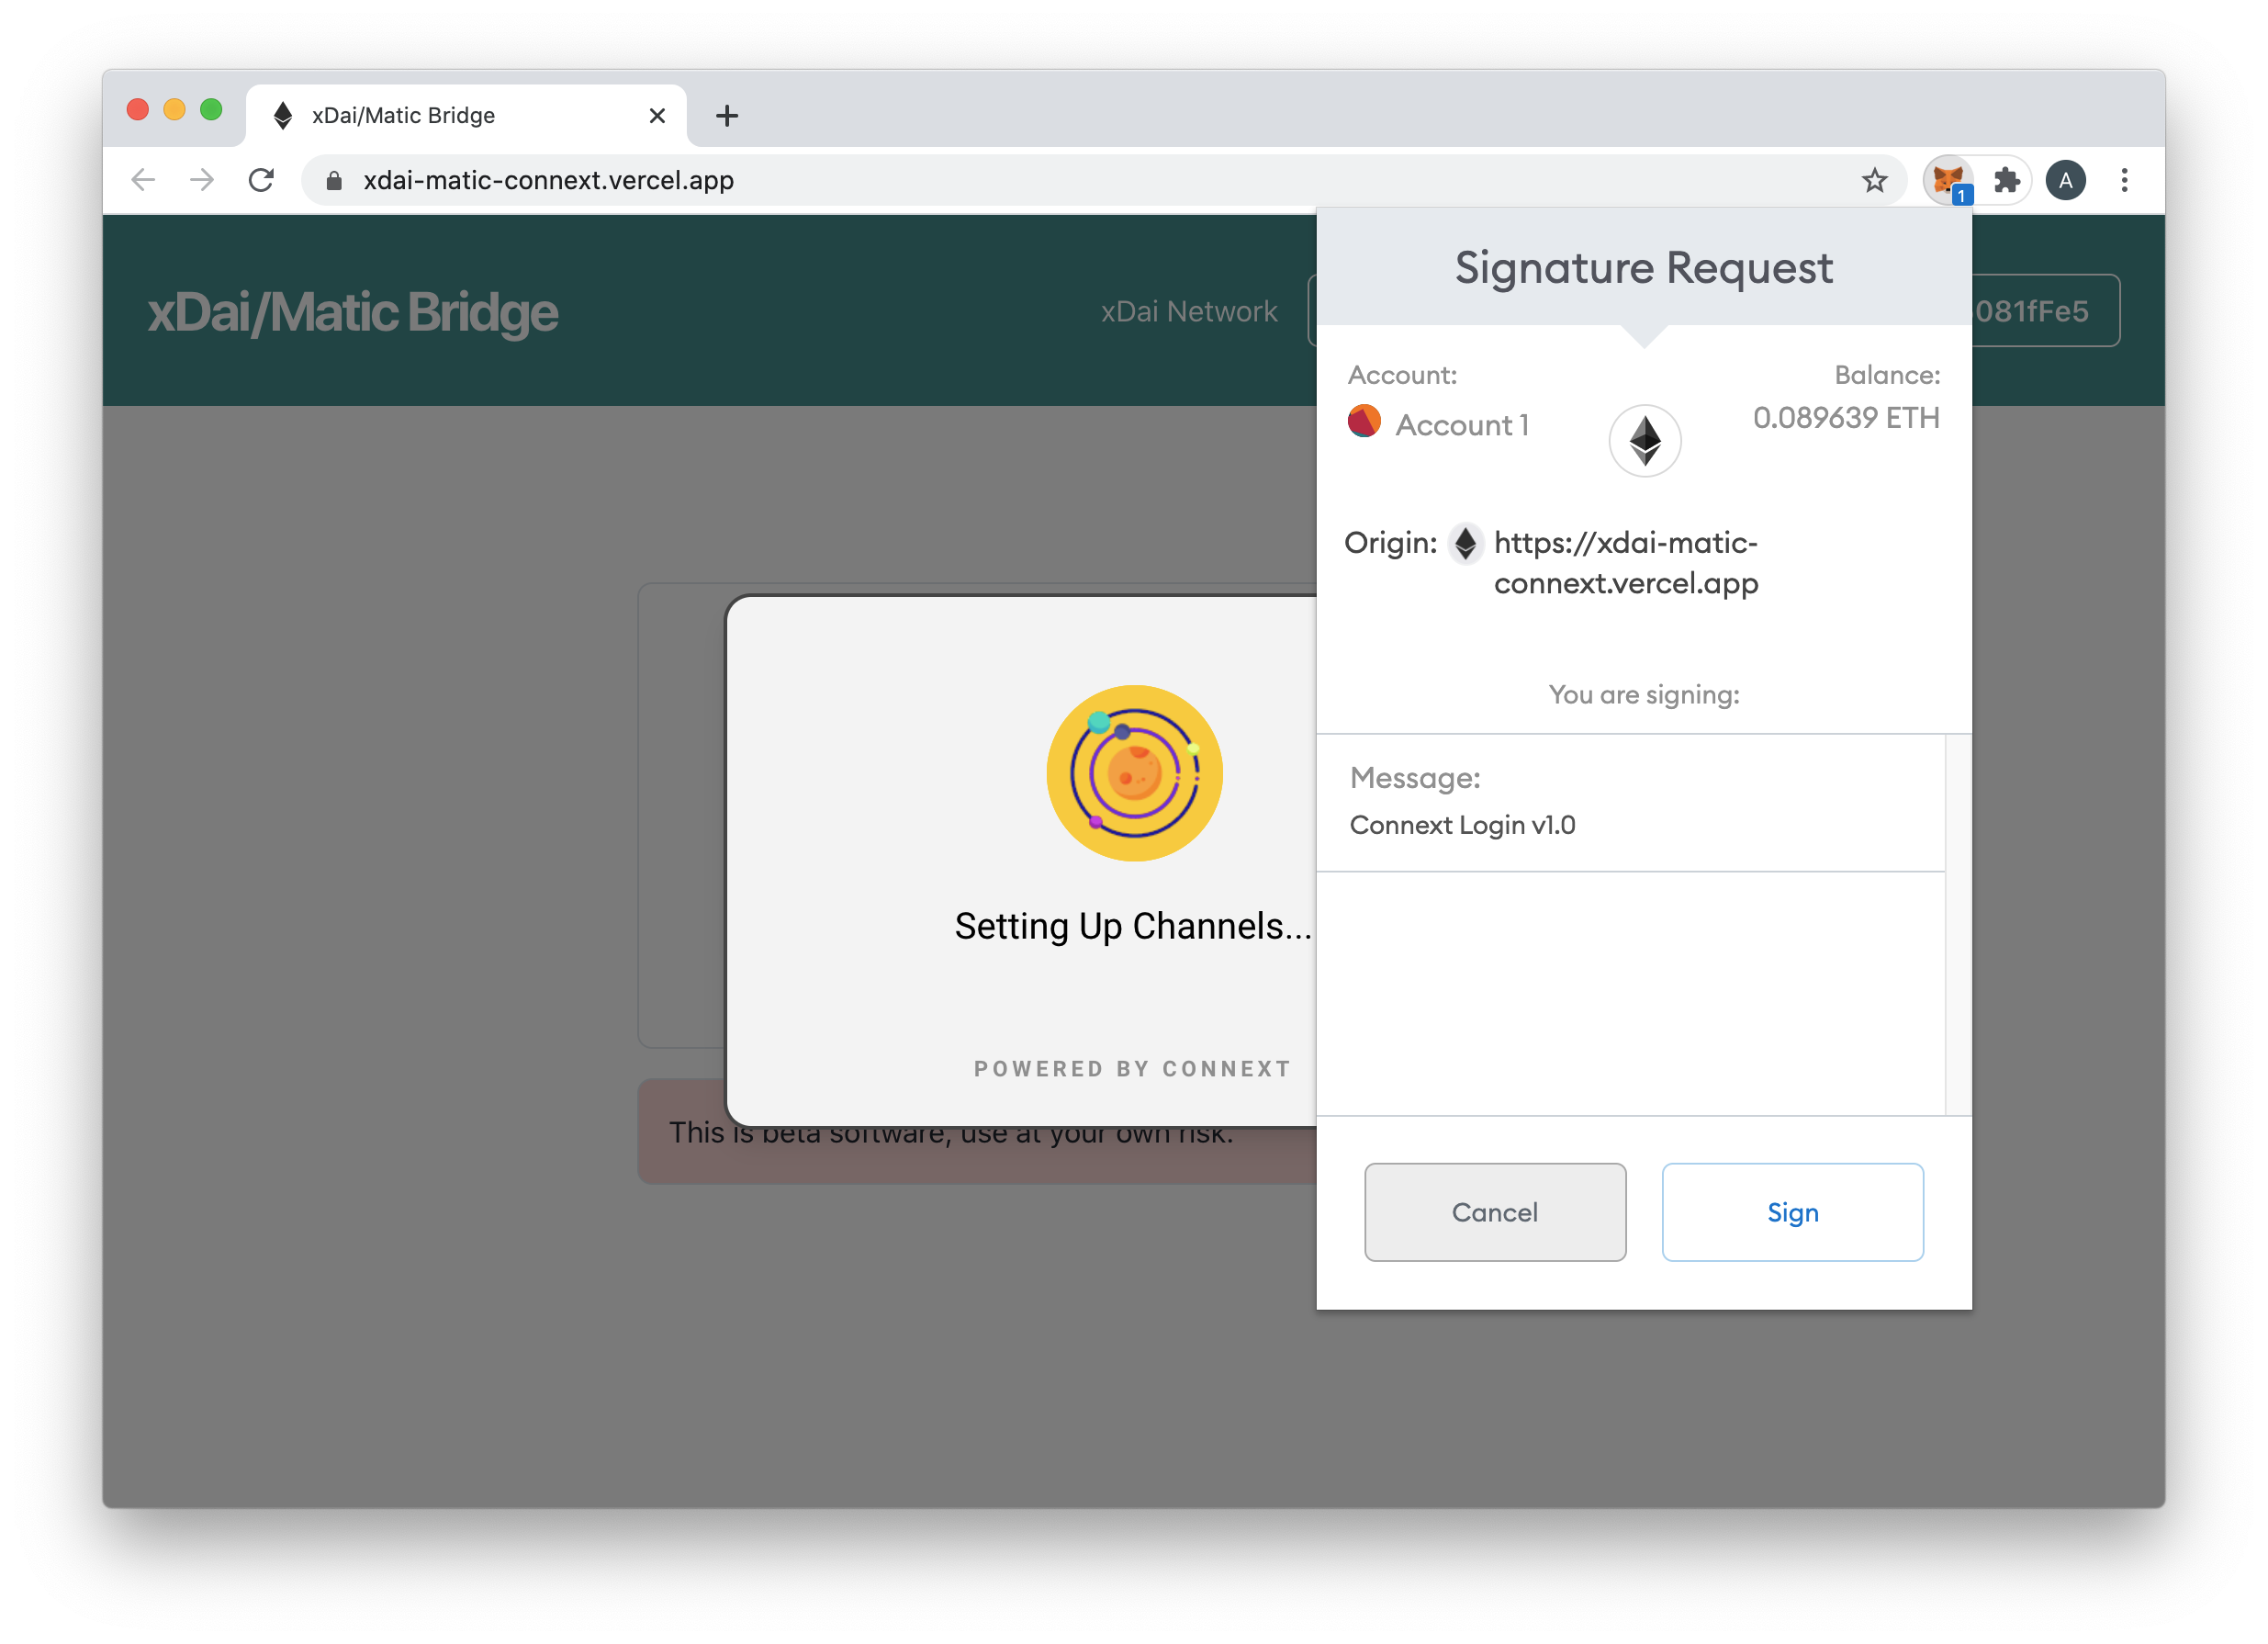 xDai/Matic Bridge
xdai-matic-connext.vercel.app
1
A
xDai/Matic Bridge
xDai Network
081fFe5
Signature Request
Account:
Balance:
Account 1
0.089639 ETH
Origin:
https://xdai-matic-
connext.vercel.app
You are signing:
Message:
Connext Login v1.0
Cancel
Sign
Setting Up Channels...
POWERED BY CONNEXT
This is beta software, use at your own risk.